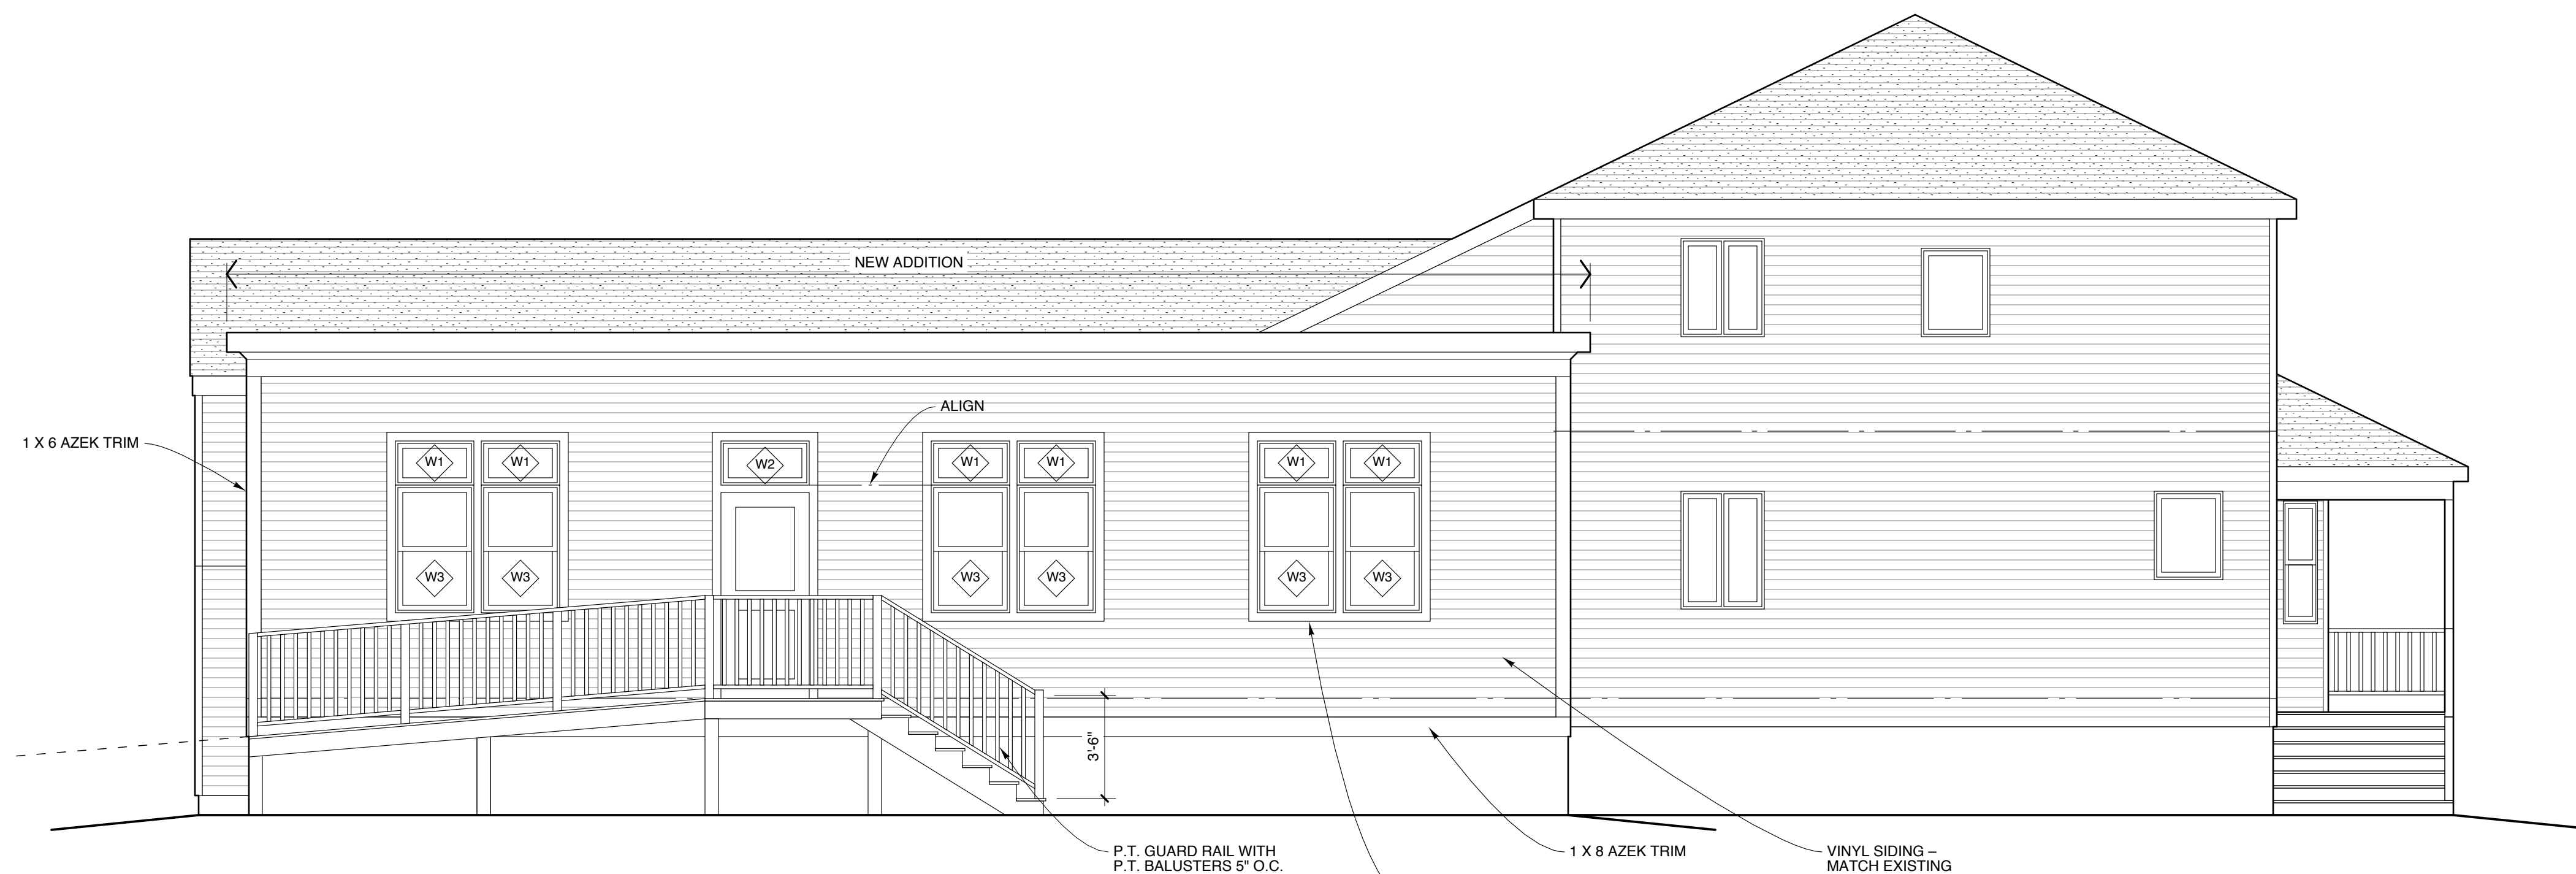 NEW ADDITION
ALIGN
1 X 6 AZEK TRIM
W1
W1
W2
W1
W1
W1
W1
W3
W3
W3
W3
W3
W3
3'-6"
P.T. GUARD RAIL WITH
P.T. BALUSTERS 5" O.C.
1 X 8 AZEK TRIM
VINYL SIDING –
MATCH EXISTING